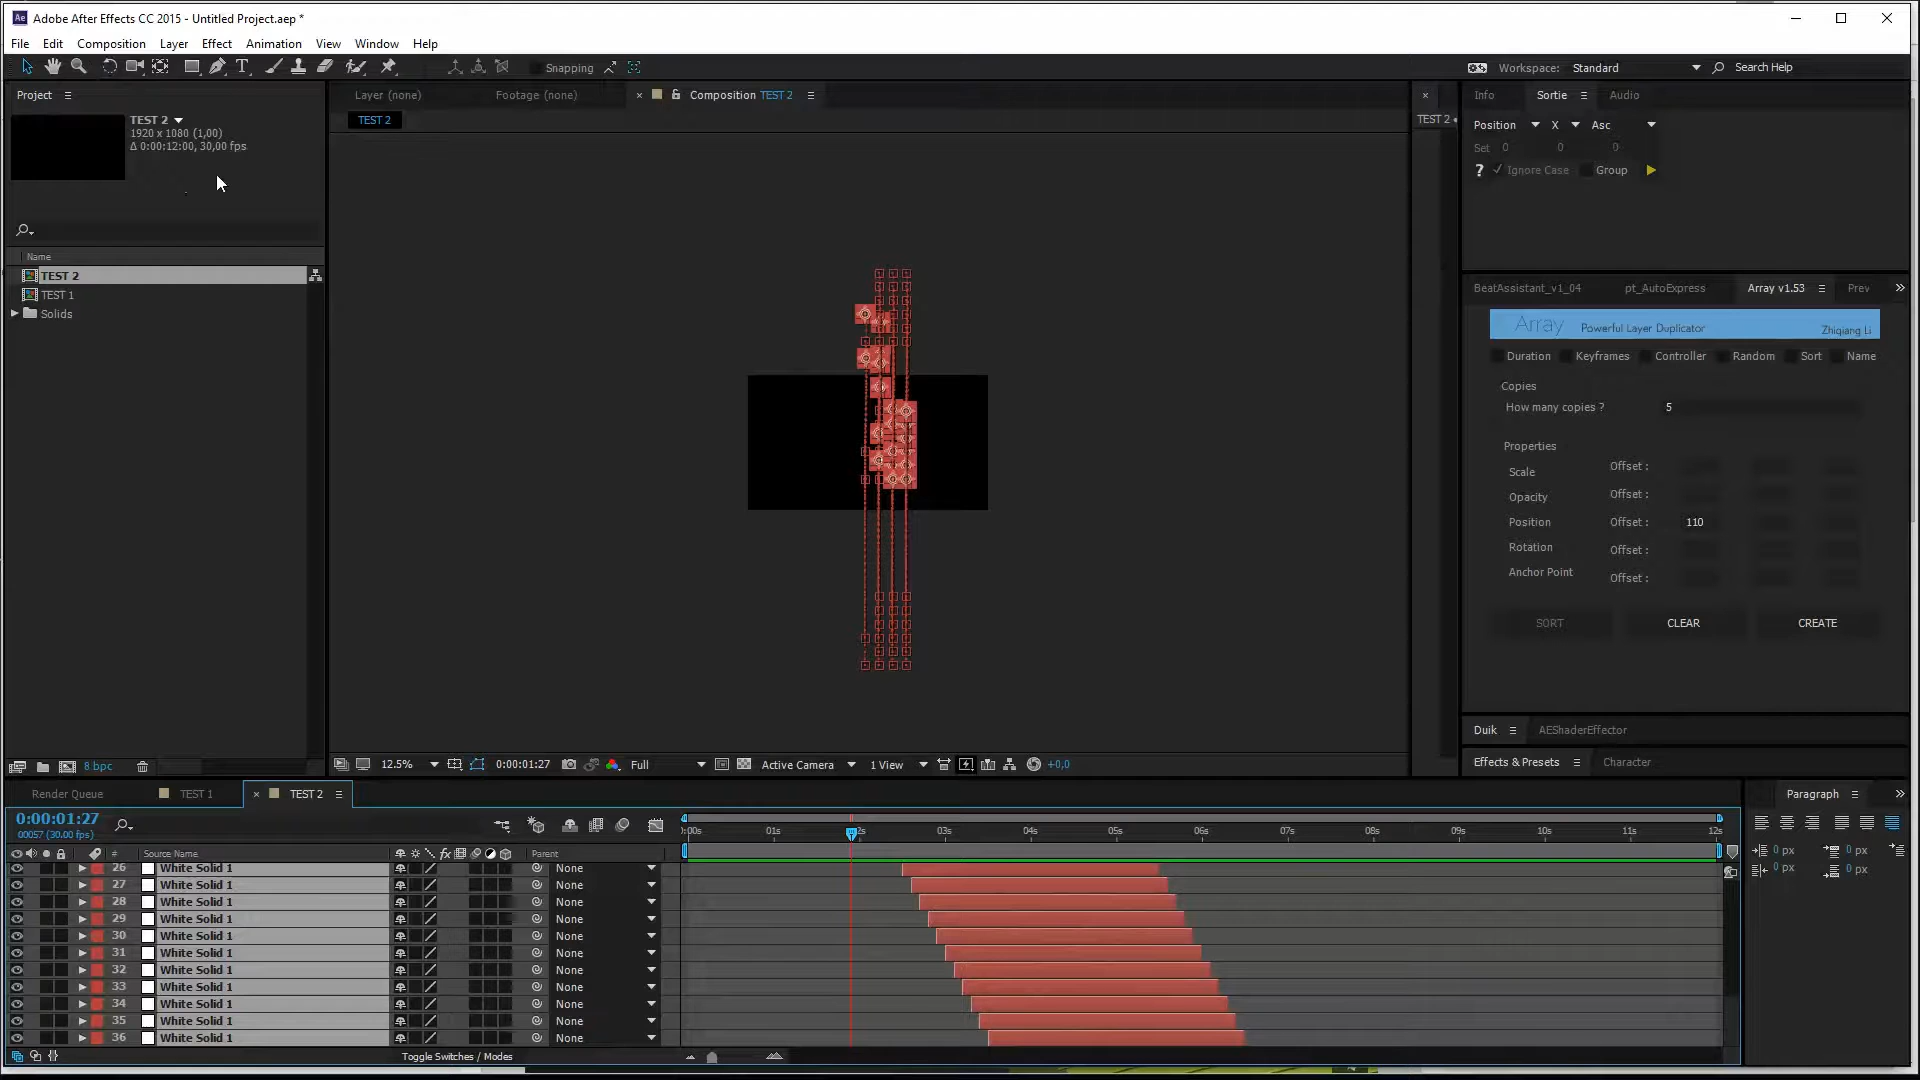 Adobe After Effects CC 2015 - Untitled Project.aep *
File Edit Composition Layer Effect Animation View Window Help
Snapping
Workspace: Standard
Search Help
Project
TEST 2
1920 x 1080 (1,00)
Δ 0:00:12:00, 30,00 fps
Name
TEST 2
TEST 1
Solids
8 bpc
Layer (none)
Footage (none)
Composition TEST 2
TEST 2
12.5%
0:00:01:27
Full
Active Camera
1 View
+0,0
TEST 2
Info
Sortie
Audio
Position X Asc
Set 0 0 0
? Ignore Case Group
BeatAssistant_v1_04
pt_AutoExpress
Array v1.53
Prev
Array Powerful Layer Duplicator Zhiqiang Li
Duration Keyframes Controller Random Sort Name
Copies
How many copies ? 5
Properties
Scale Offset :
Opacity Offset :
Position Offset : 110
Rotation Offset :
Anchor Point Offset :
SORT CLEAR CREATE
Duik
AEShaderEffector
Effects & Presets
Character
Render Queue
TEST 1
TEST 2
0:00:01:27
00057 (30.00 fps)
# Source Name Parent
):00s 01s 2s 03s 04s 05s 06s 07s 08s 09s 10s 11s 12s
26 White Solid 1 None
27 White Solid 1 None
28 White Solid 1 None
29 White Solid 1 None
30 White Solid 1 None
31 White Solid 1 None
32 White Solid 1 None
33 White Solid 1 None
34 White Solid 1 None
35 White Solid 1 None
36 White Solid 1 None
Toggle Switches / Modes
Paragraph
0 px 0 px
0 px 0 px